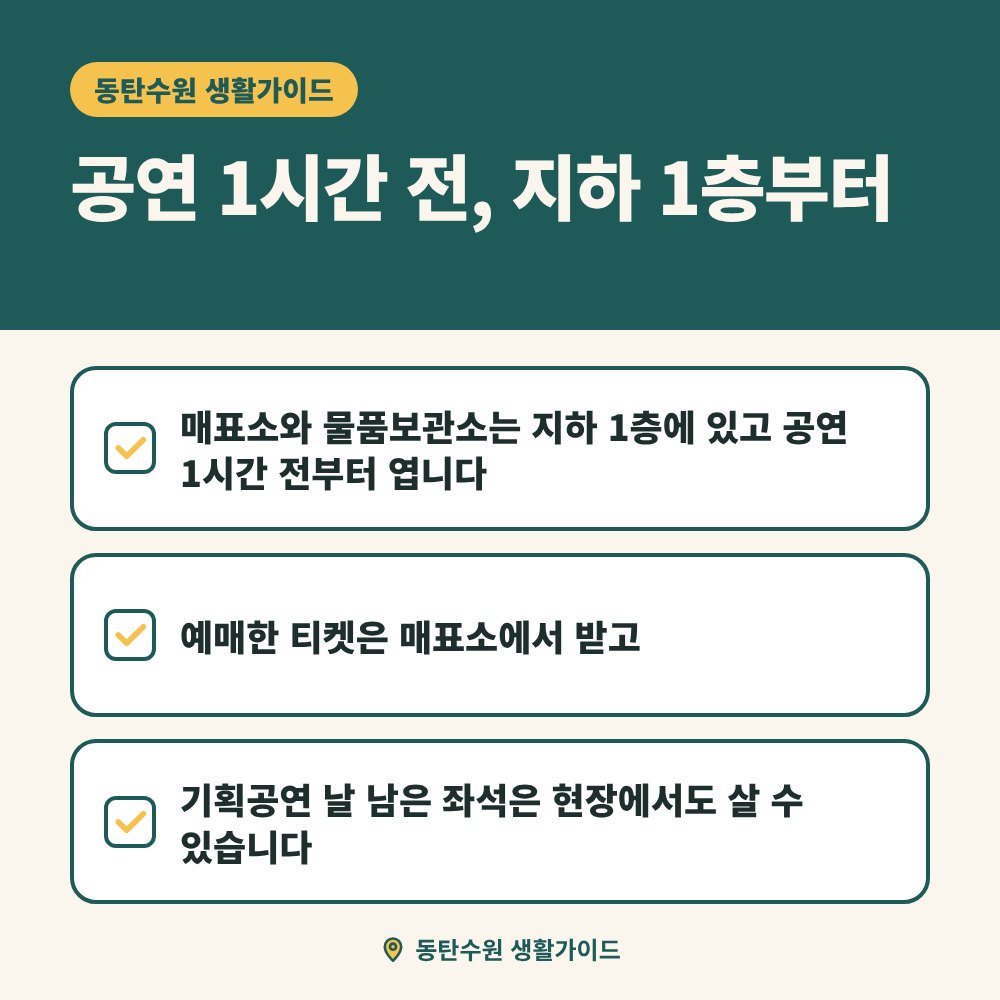 동탄수원 생활가이드
공연 1시간 전, 지하 1층부터
매표소와 물품보관소는 지하 1층에 있고 공연
1시간 전부터 엽니다
예매한 티켓은 매표소에서 받고
기획공연 날 남은 좌석은 현장에서도 살 수
있습니다
동탄수원 생활가이드